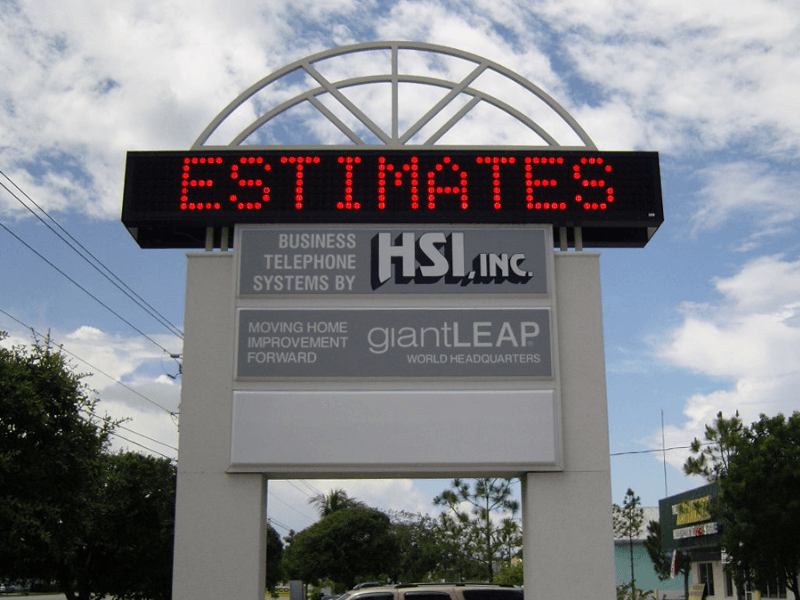 ESTIMATES
BUSINESS
TELEPHONE
SYSTEMS BY
HSI, INC.
MOVING HOME
IMPROVEMENT
FORWARD
giantLEAP
WORLD HEADQUARTERS